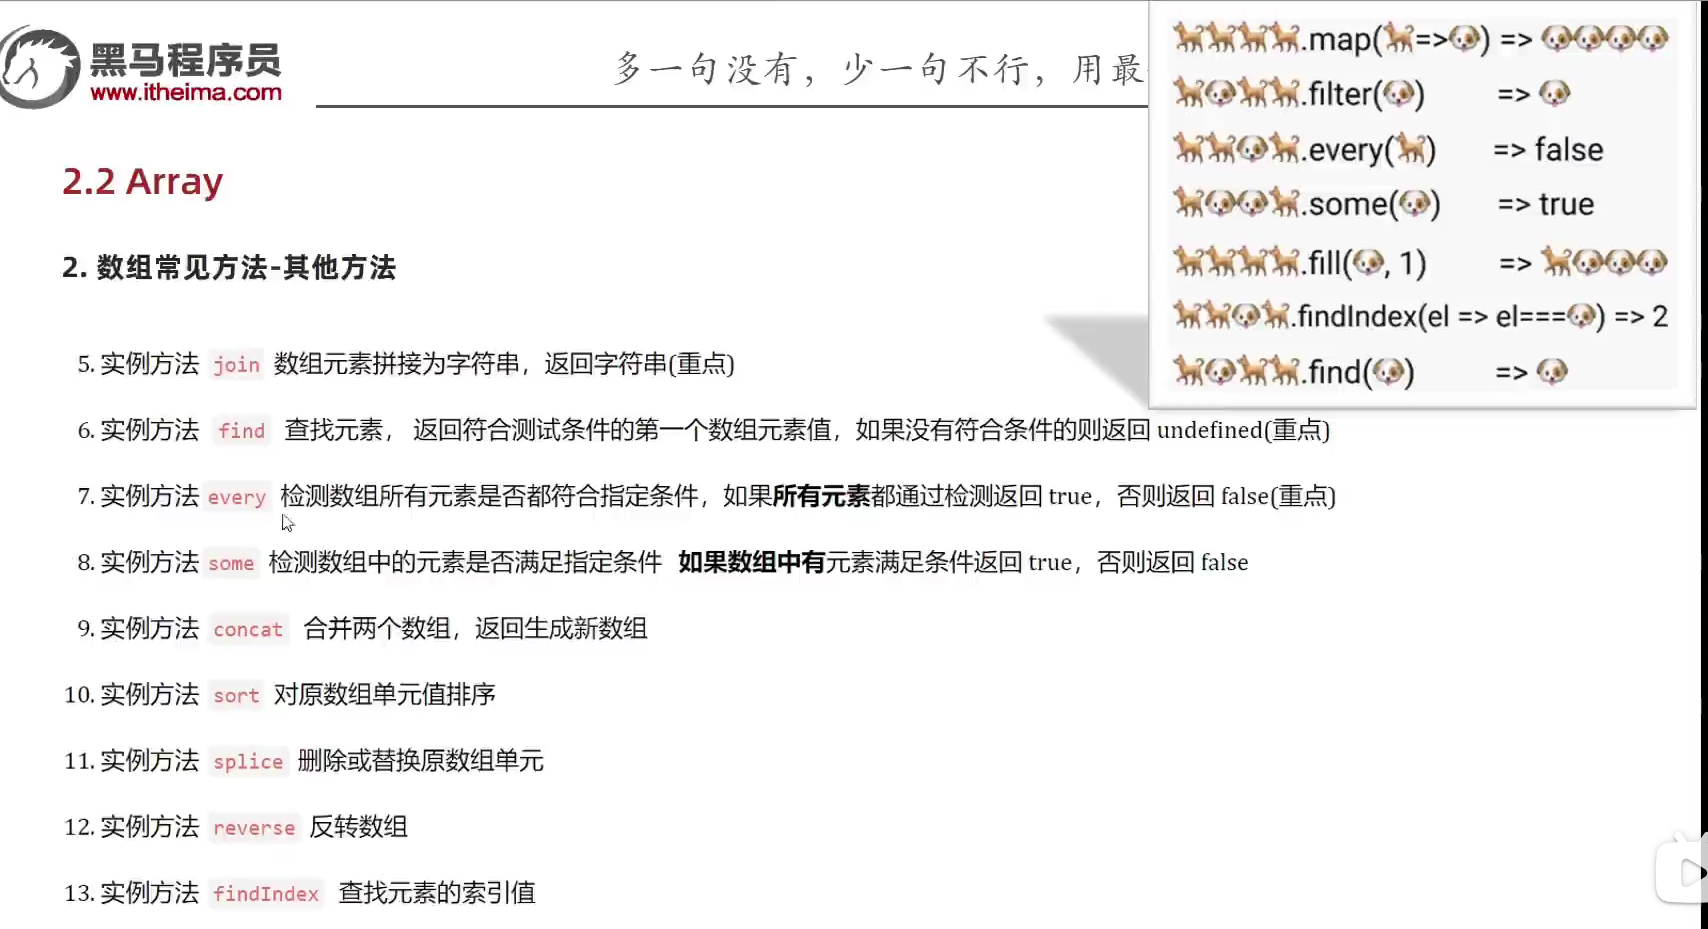 黑马程序员
www.itheima.com
多一句没有，少一句不行，用最
2.2 Array
2. 数组常见方法-其他方法
5. 实例方法 join 数组元素拼接为字符串，返回字符串(重点)
6. 实例方法 find 查找元素， 返回符合测试条件的第一个数组元素值，如果没有符合条件的则返回 undefined(重点)
7. 实例方法 every 检测数组所有元素是否都符合指定条件，如果所有元素都通过检测返回 true，否则返回 false(重点)
8. 实例方法 some 检测数组中的元素是否满足指定条件 如果数组中有元素满足条件返回 true，否则返回 false
9. 实例方法 concat 合并两个数组，返回生成新数组
10. 实例方法 sort 对原数组单元值排序
11. 实例方法 splice 删除或替换原数组单元
12. 实例方法 reverse 反转数组
13. 实例方法 findIndex 查找元素的索引值
🐕🐕🐕🐕.map(🐕=>🐶) => 🐶🐶🐶🐶
🐕🐶🐕🐕.filter(🐶) => 🐶
🐕🐕🐶🐕.every(🐕) => false
🐕🐶🐶🐕.some(🐶) => true
🐕🐕🐕🐕.fill(🐶, 1) => 🐕🐶🐶🐶
🐕🐕🐶🐕.findIndex(el => el===🐶) => 2
🐕🐶🐕🐕.find(🐶) => 🐶